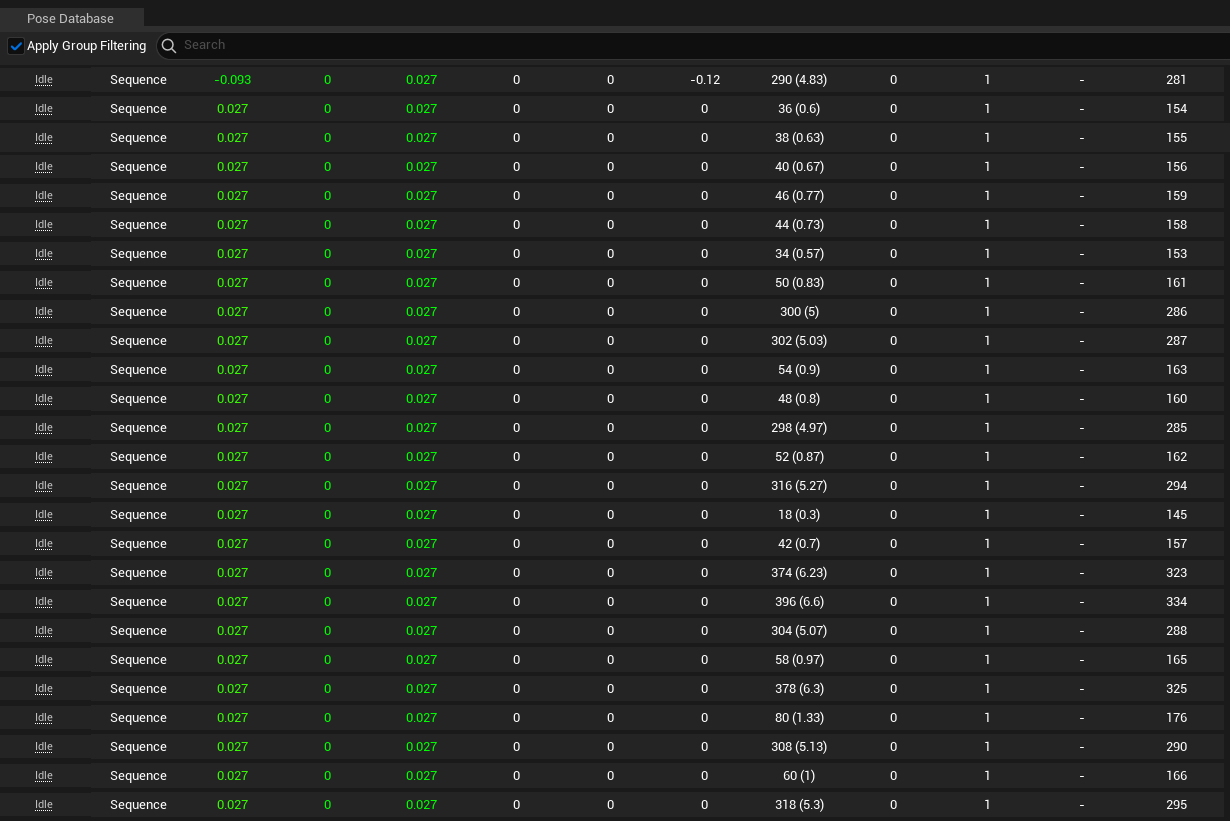 Pose Database
Apply Group Filtering Search
Idle Sequence -0.093 0 0.027 0 0 -0.12 290 (4.83) 0 1 - 281
Idle Sequence 0.027 0 0.027 0 0 0 36 (0.6) 0 1 - 154
Idle Sequence 0.027 0 0.027 0 0 0 38 (0.63) 0 1 - 155
Idle Sequence 0.027 0 0.027 0 0 0 40 (0.67) 0 1 - 156
Idle Sequence 0.027 0 0.027 0 0 0 46 (0.77) 0 1 - 159
Idle Sequence 0.027 0 0.027 0 0 0 44 (0.73) 0 1 - 158
Idle Sequence 0.027 0 0.027 0 0 0 34 (0.57) 0 1 - 153
Idle Sequence 0.027 0 0.027 0 0 0 50 (0.83) 0 1 - 161
Idle Sequence 0.027 0 0.027 0 0 0 300 (5) 0 1 - 286
Idle Sequence 0.027 0 0.027 0 0 0 302 (5.03) 0 1 - 287
Idle Sequence 0.027 0 0.027 0 0 0 54 (0.9) 0 1 - 163
Idle Sequence 0.027 0 0.027 0 0 0 48 (0.8) 0 1 - 160
Idle Sequence 0.027 0 0.027 0 0 0 298 (4.97) 0 1 - 285
Idle Sequence 0.027 0 0.027 0 0 0 52 (0.87) 0 1 - 162
Idle Sequence 0.027 0 0.027 0 0 0 316 (5.27) 0 1 - 294
Idle Sequence 0.027 0 0.027 0 0 0 18 (0.3) 0 1 - 145
Idle Sequence 0.027 0 0.027 0 0 0 42 (0.7) 0 1 - 157
Idle Sequence 0.027 0 0.027 0 0 0 374 (6.23) 0 1 - 323
Idle Sequence 0.027 0 0.027 0 0 0 396 (6.6) 0 1 - 334
Idle Sequence 0.027 0 0.027 0 0 0 304 (5.07) 0 1 - 288
Idle Sequence 0.027 0 0.027 0 0 0 58 (0.97) 0 1 - 165
Idle Sequence 0.027 0 0.027 0 0 0 378 (6.3) 0 1 - 325
Idle Sequence 0.027 0 0.027 0 0 0 80 (1.33) 0 1 - 176
Idle Sequence 0.027 0 0.027 0 0 0 308 (5.13) 0 1 - 290
Idle Sequence 0.027 0 0.027 0 0 0 60 (1) 0 1 - 166
Idle Sequence 0.027 0 0.027 0 0 0 318 (5.3) 0 1 - 295